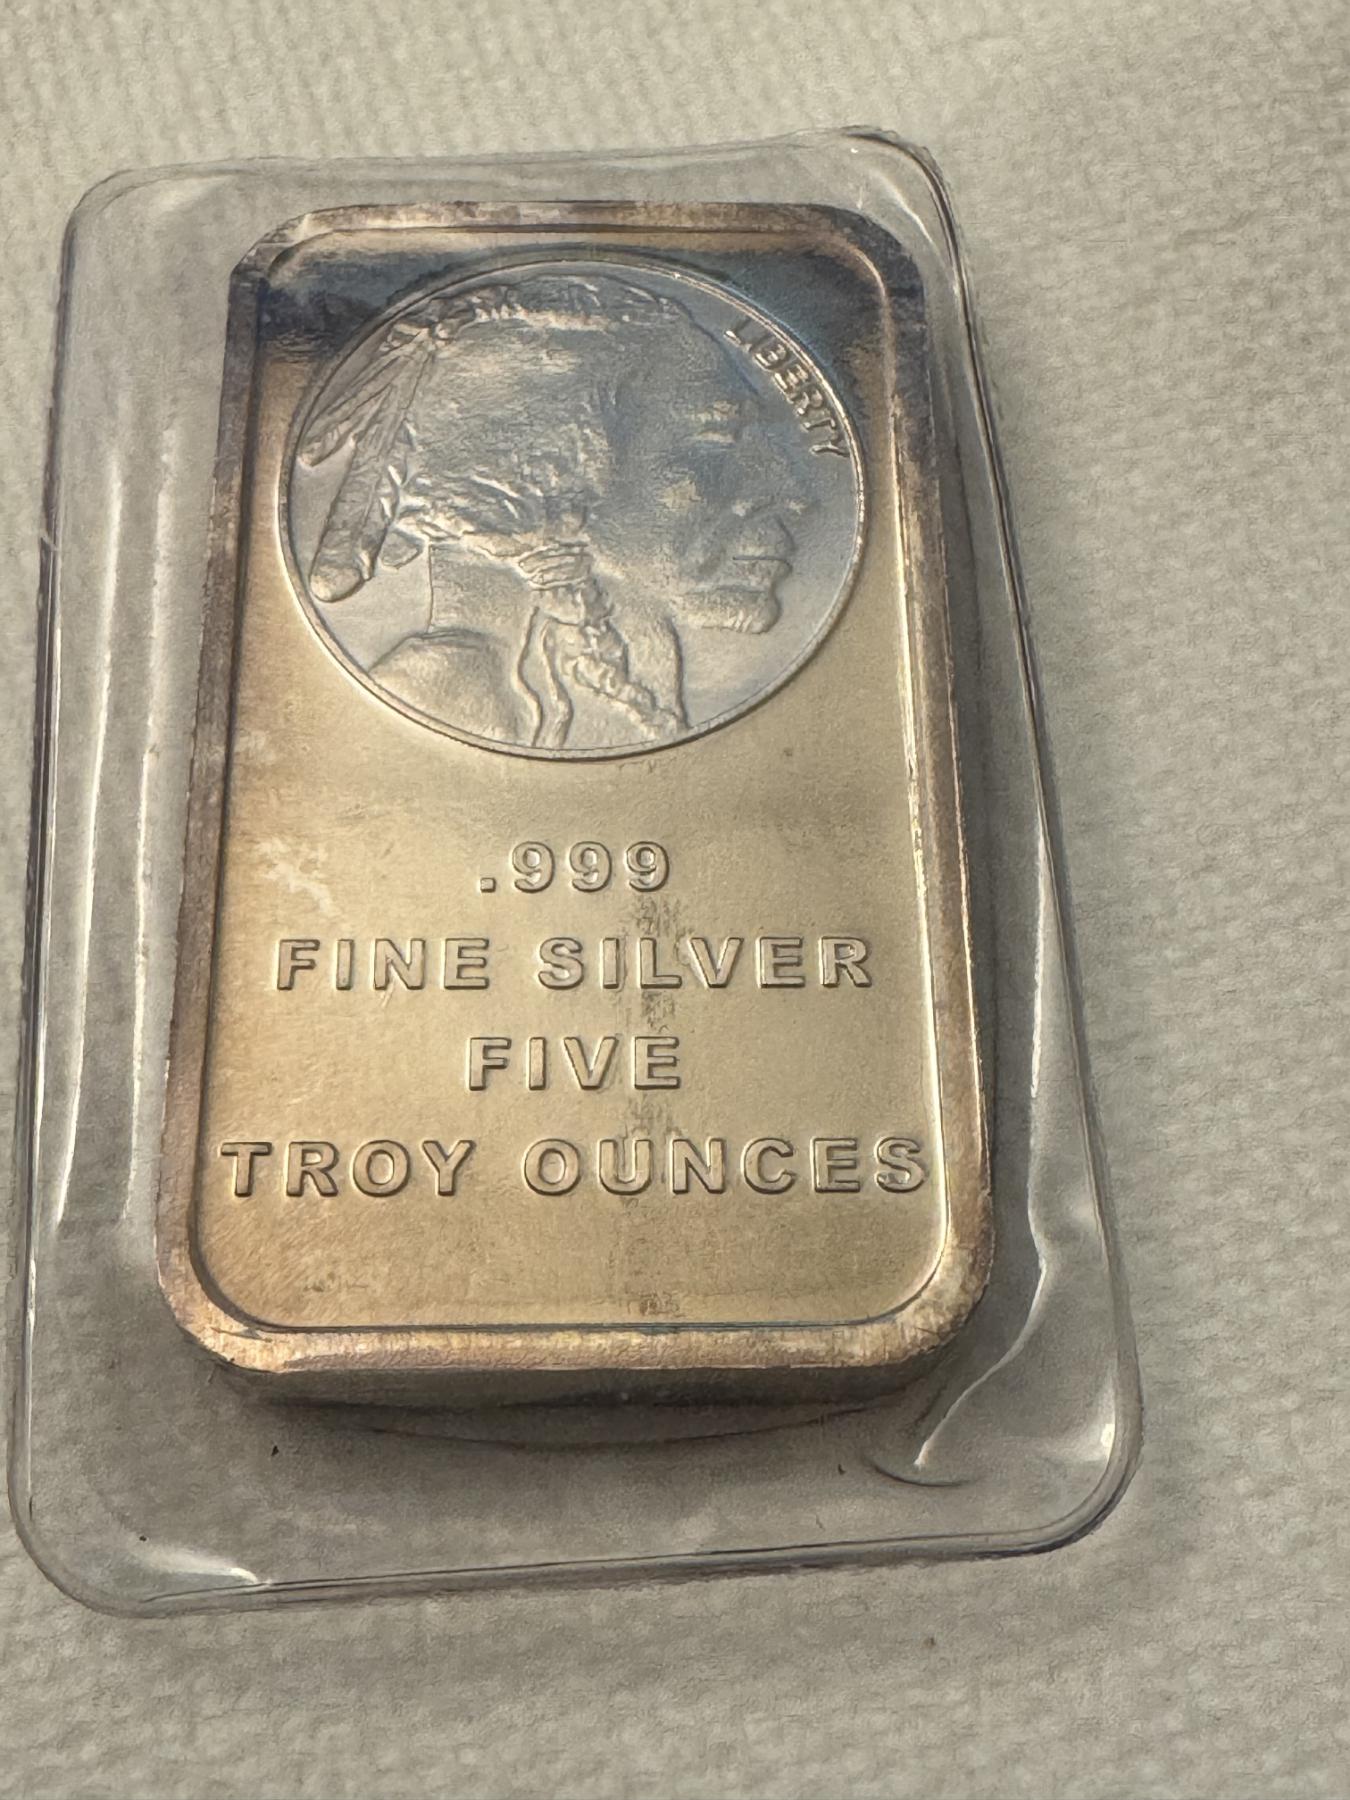 LIBERTY
.999
FINE SILVER
FIVE
TROY OUNCES